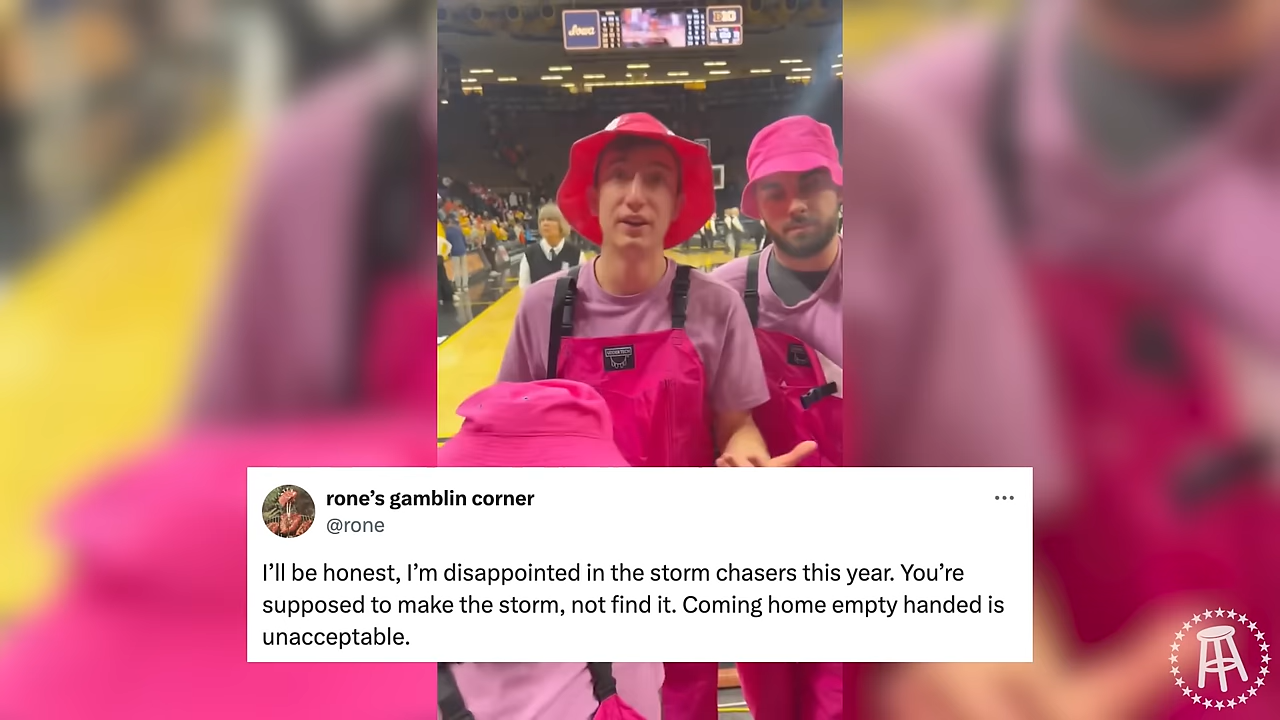 Iowa
rone’s gamblin corner
@rone
I’ll be honest, I’m disappointed in the storm chasers this year. You’re
supposed to make the storm, not find it. Coming home empty handed is
unacceptable.